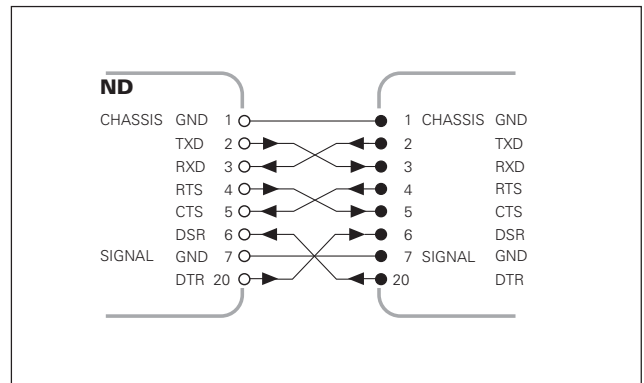 ND
CHASSIS GND 1 1 CHASSIS GND
TXD 2 2 TXD
RXD 3 3 RXD
RTS 4 4 RTS
CTS 5 5 CTS
DSR 6 6 DSR
SIGNAL GND 7 7 SIGNAL GND
DTR 20 20 DTR